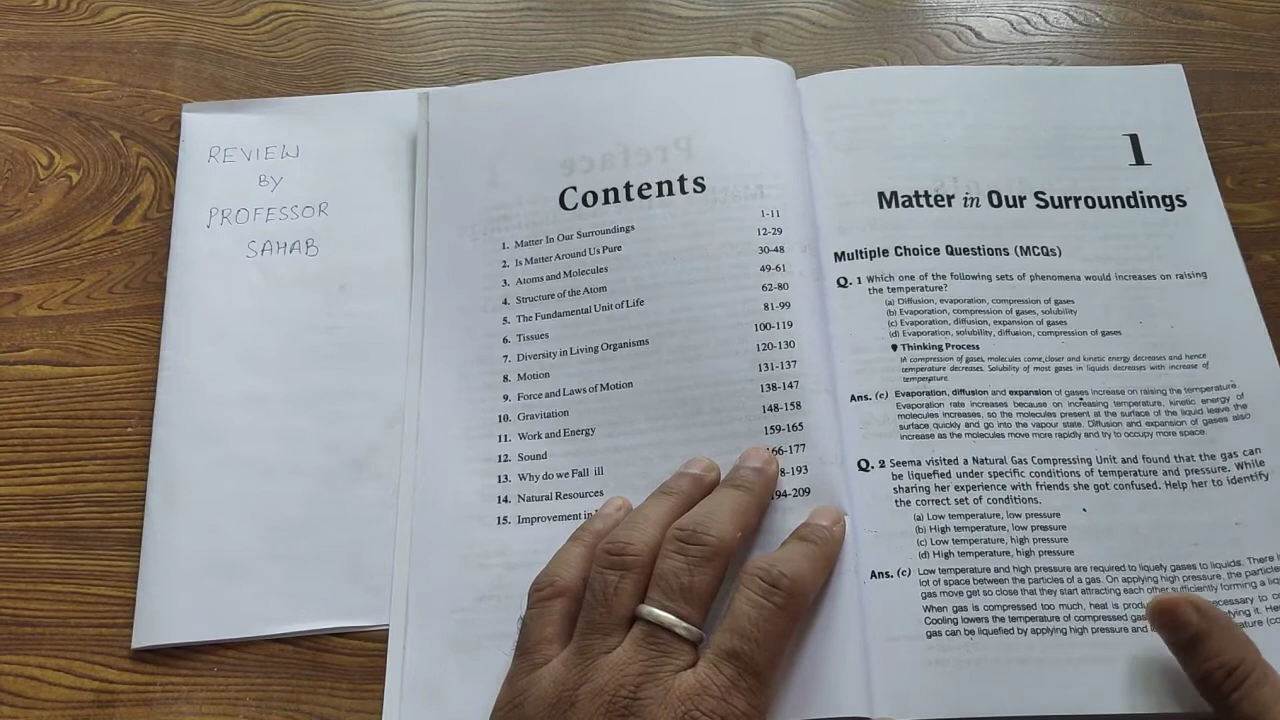 REVIEW
BY
PROFESSOR
SAHAB
Preface
Contents
1. Matter In Our Surroundings 1-11
2. Is Matter Around Us Pure 12-29
3. Atoms and Molecules 30-48
4. Structure of the Atom 49-61
5. The Fundamental Unit of Life 62-80
6. Tissues 81-99
7. Diversity in Living Organisms 100-119
8. Motion 120-130
9. Force and Laws of Motion 131-137
10. Gravitation 138-147
11. Work and Energy 148-158
12. Sound 159-165
13. Why do we Fall ill 66-177
14. Natural Resources 8-193
15. Improvement in 194-209
1
Matter in Our Surroundings
Multiple Choice Questions (MCQs)
Q. 1 Which one of the following sets of phenomena would increases on raising
the temperature?
(a) Diffusion, evaporation, compression of gases
(b) Evaporation, compression of gases, solubility
(c) Evaporation, diffusion, expansion of gases
(d) Evaporation, solubility, diffusion, compression of gases
Thinking Process
In compression of gases, molecules come closer and kinetic energy decreases and hence
temperature decreases. Solubility of most gases in liquids decreases with increase of
temperature.
Ans. (c) Evaporation, diffusion and expansion of gases increase on raising the temperature.
Evaporation rate increases because on increasing temperature, kinetic energy of
molecules increases, so the molecules present at the surface of the liquid leave the
surface quickly and go into the vapour state. Diffusion and expansion of gases also
increase as the molecules move more rapidly and try to occupy more space.
Q. 2 Seema visited a Natural Gas Compressing Unit and found that the gas can
be liquefied under specific conditions of temperature and pressure. While
sharing her experience with friends she got confused. Help her to identify
the correct set of conditions.
(a) Low temperature, low pressure
(b) High temperature, low pressure
(c) Low temperature, high pressure
(d) High temperature, high pressure
Ans. (c) Low temperature and high pressure are required to liquefy gases to liquids. There
lot of space between the particles of a gas. On applying high pressure, the particle
gas move get so close that they start attracting each other sufficiently forming a
When gas is compressed too much, heat is necessary to
Cooling lowers the temperature of compressed gas it. He
gas can be liquefied by applying high pressure and